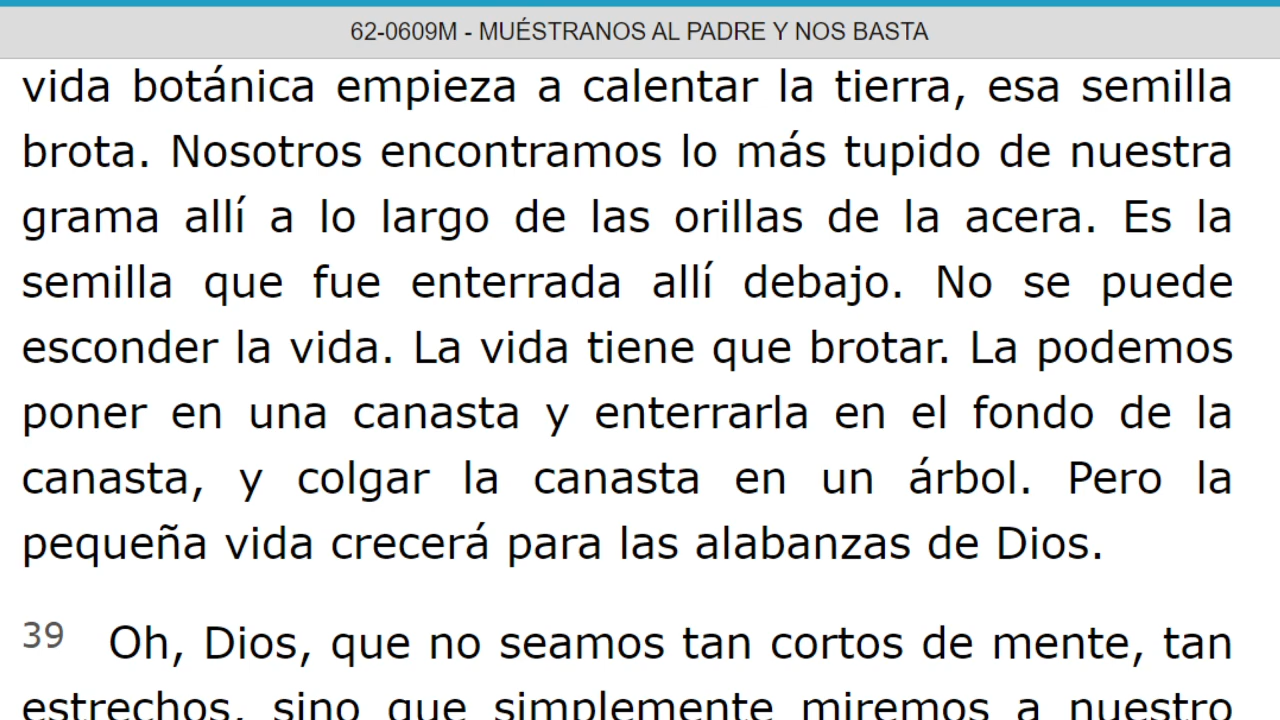 62-0609M - MUÉSTRANOS AL PADRE Y NOS BASTA
vida botánica empieza a calentar la tierra, esa semilla
brota. Nosotros encontramos lo más tupido de nuestra
grama allí a lo largo de las orillas de la acera. Es la
semilla que fue enterrada allí debajo. No se puede
esconder la vida. La vida tiene que brotar. La podemos
poner en una canasta y enterrarla en el fondo de la
canasta, y colgar la canasta en un árbol. Pero la
pequeña vida crecerá para las alabanzas de Dios.
39 Oh, Dios, que no seamos tan cortos de mente, tan
estrechos, sino que simplemente miremos a nuestro